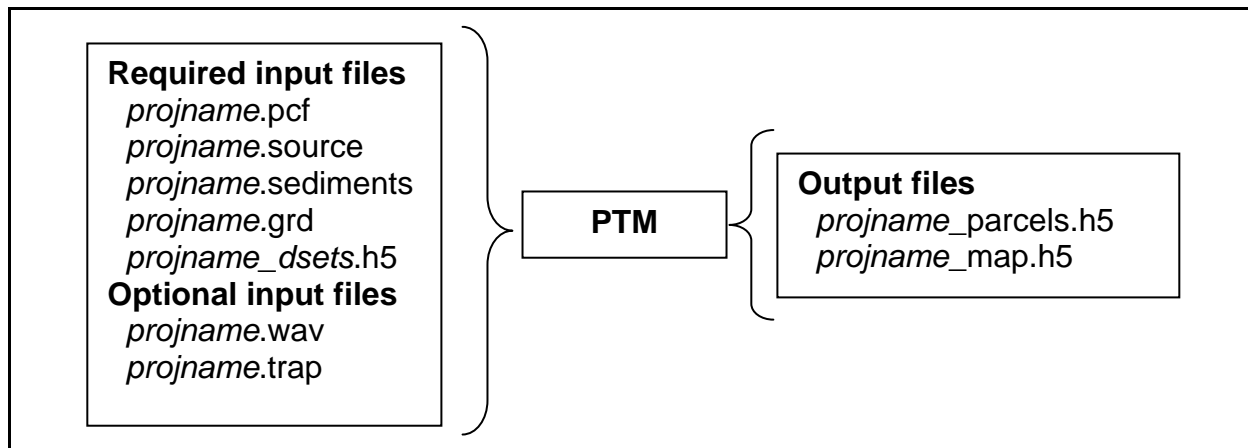 Required input files
projname.pcf
projname.source
projname.sediments
projname.grd
projname_dsets.h5
Optional input files
projname.wav
projname.trap
PTM
Output files
projname_parcels.h5
projname_map.h5